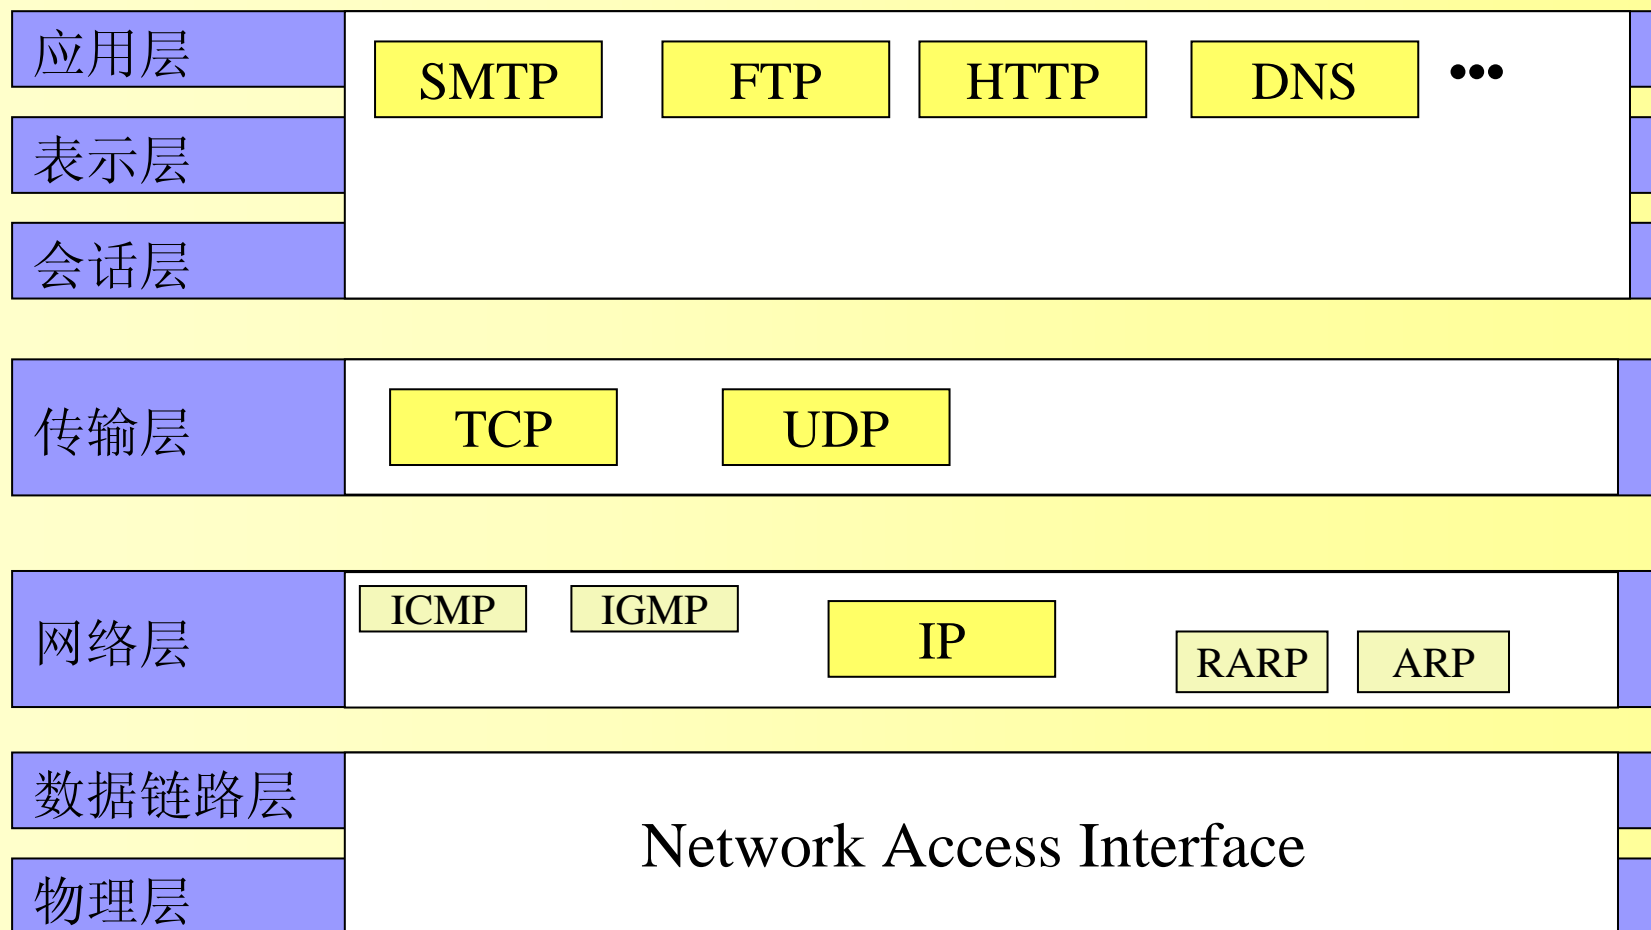 应用层
SMTP FTP HTTP DNS •••
表示层
会话层
传输层
TCP UDP
网络层
ICMP IGMP IP RARP ARP
数据链路层
Network Access Interface
物理层